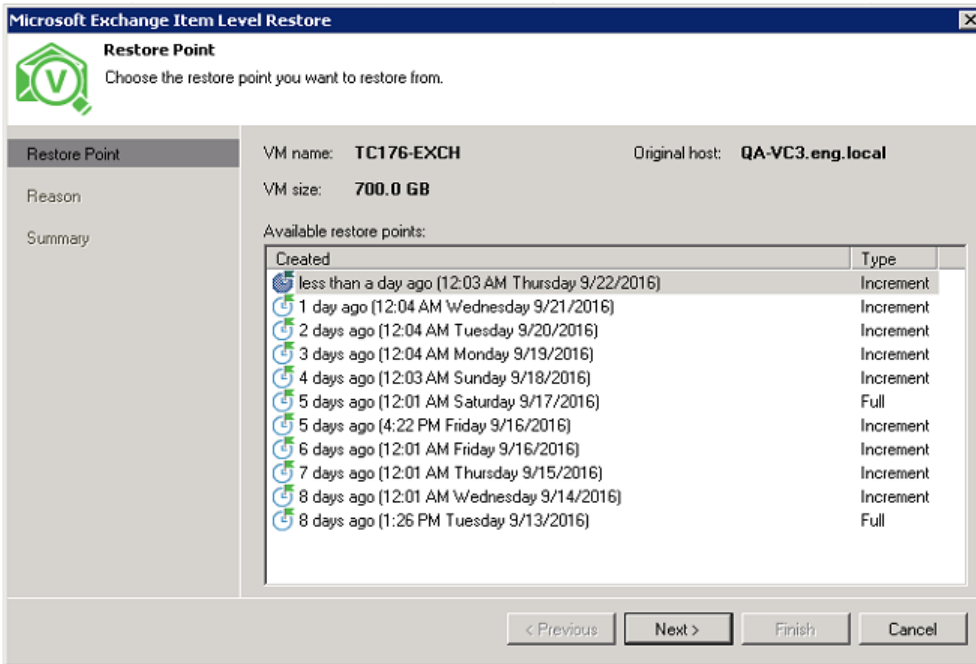 Microsoft Exchange Item Level Restore
Restore Point
Choose the restore point you want to restore from.
Restore Point
Reason
Summary
VM name: TC176-EXCH Original host: QA-VC3.eng.local
VM size: 700.0 GB
Available restore points:
Created Type
less than a day ago (12:03 AM Thursday 9/22/2016) Increment
1 day ago (12:04 AM Wednesday 9/21/2016) Increment
2 days ago (12:04 AM Tuesday 9/20/2016) Increment
3 days ago (12:04 AM Monday 9/19/2016) Increment
4 days ago (12:03 AM Sunday 9/18/2016) Increment
5 days ago (12:01 AM Saturday 9/17/2016) Full
5 days ago (4:22 PM Friday 9/16/2016) Increment
6 days ago (12:01 AM Friday 9/16/2016) Increment
7 days ago (12:01 AM Thursday 9/15/2016) Increment
8 days ago (12:01 AM Wednesday 9/14/2016) Increment
8 days ago (1:26 PM Tuesday 9/13/2016) Full
< Previous Next > Finish Cancel